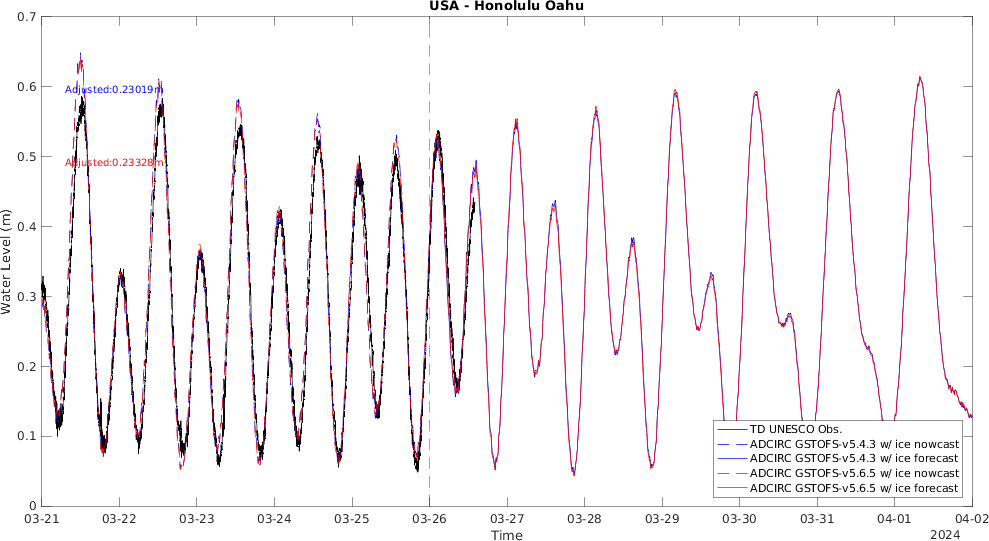 USA - Honolulu Oahu
0.7
0.6
0.5
0.4
0.3
0.2
0.1
0
Water Level (m)
Adjusted:0.23019m
Adjusted:0.23328m
TD UNESCO Obs.
ADCIRC GSTOFS-v5.4.3 w/ ice nowcast
ADCIRC GSTOFS-v5.4.3 w/ ice forecast
ADCIRC GSTOFS-v5.6.5 w/ ice nowcast
ADCIRC GSTOFS-v5.6.5 w/ ice forecast
03-21 03-22 03-23 03-24 03-25 03-26 03-27 03-28 03-29 03-30 03-31 04-01 04-02
Time
2024